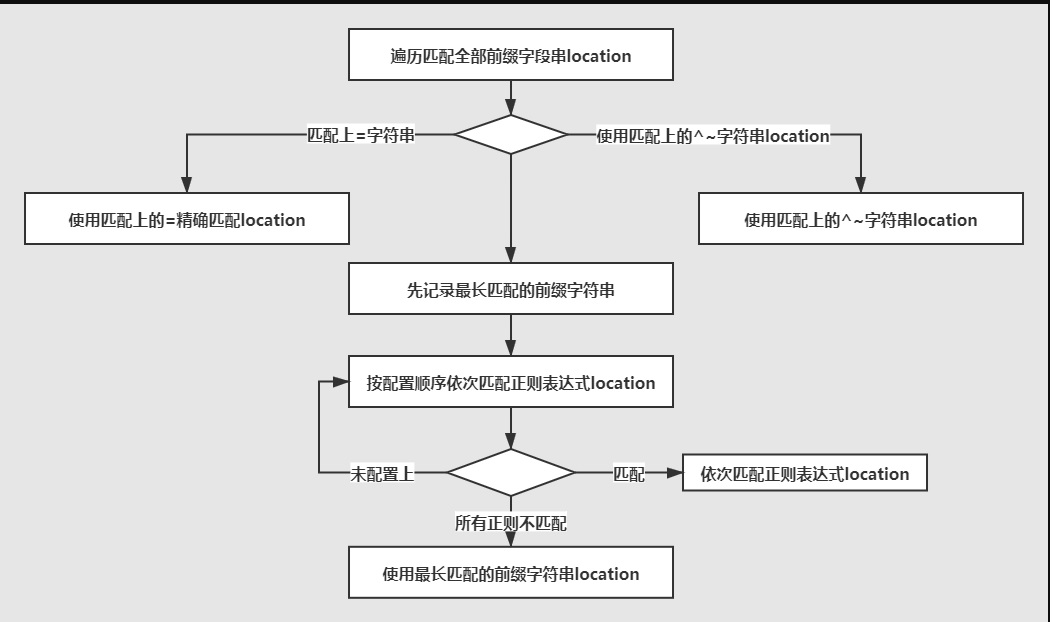 遍历匹配全部前缀字段串location
匹配上=字符串
使用匹配上的^~字符串location
使用匹配上的=精确匹配location
使用匹配上的^~字符串location
先记录最长匹配的前缀字符串
按配置顺序依次匹配正则表达式location
未配置上
匹配
依次匹配正则表达式location
所有正则不匹配
使用最长匹配的前缀字符串location